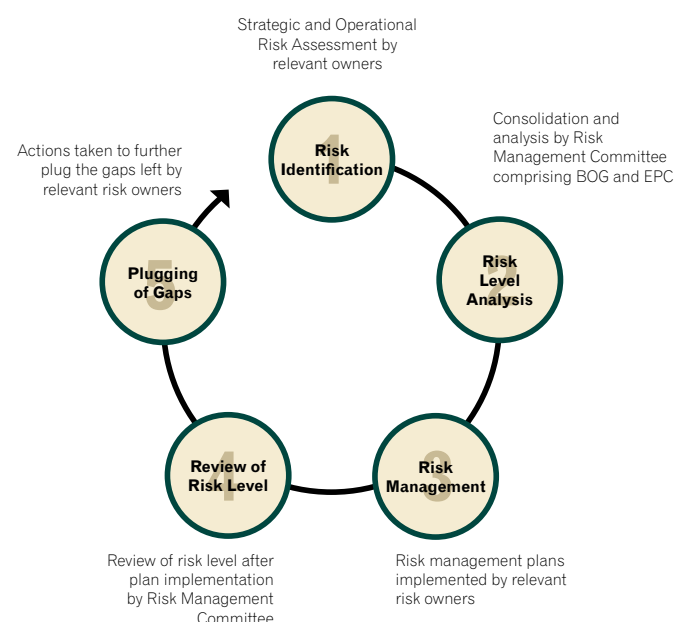 Strategic and Operational
Risk Assessment by
relevant owners
1
Risk
Identification
Consolidation and
analysis by Risk
Management Committee
comprising BOG and EPC
2
Risk
Level
Analysis
3
Risk
Management
Risk management plans
implemented by relevant
risk owners
4
Review of
Risk Level
Review of risk level after
plan implementation
by Risk Management
Committee
5
Plugging
of Gaps
Actions taken to further
plug the gaps left by
relevant risk owners